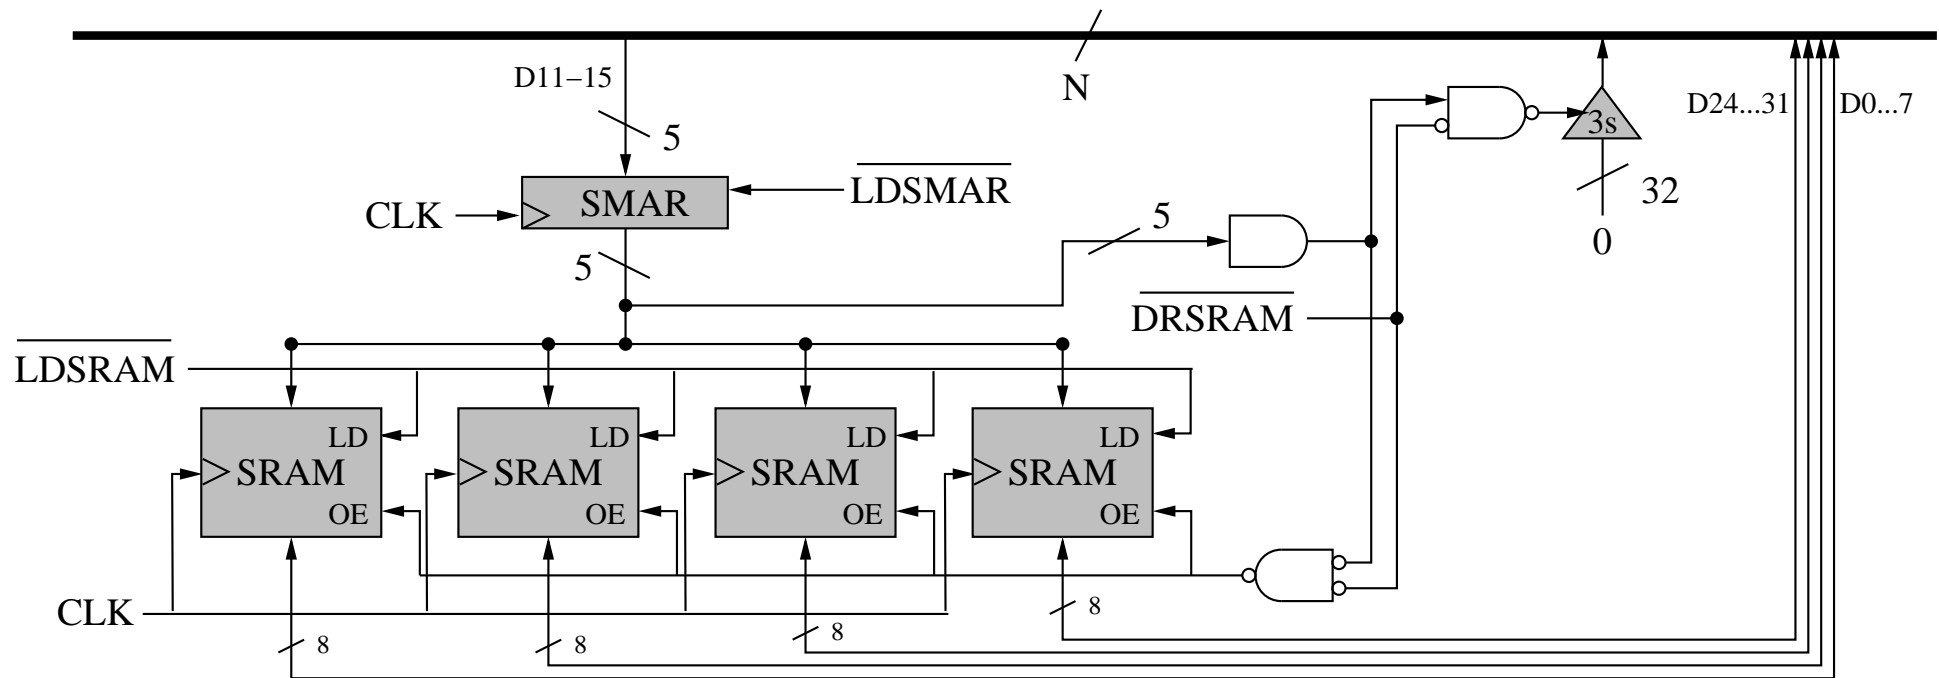 N
D11−15
5
D24...31
D0...7
3s
LDSMAR
SMAR
CLK
32
5
0
5
DRSRAM
LDSRAM
LD
SRAM
OE
LD
SRAM
OE
LD
SRAM
OE
LD
SRAM
OE
CLK
8
8
8
8